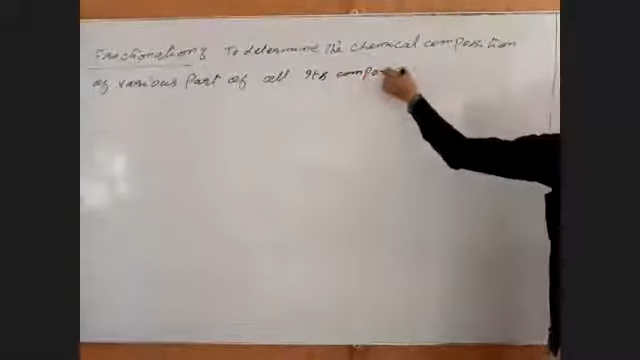 Fractionation: To determine the chemical composition
of various part of cell its compo